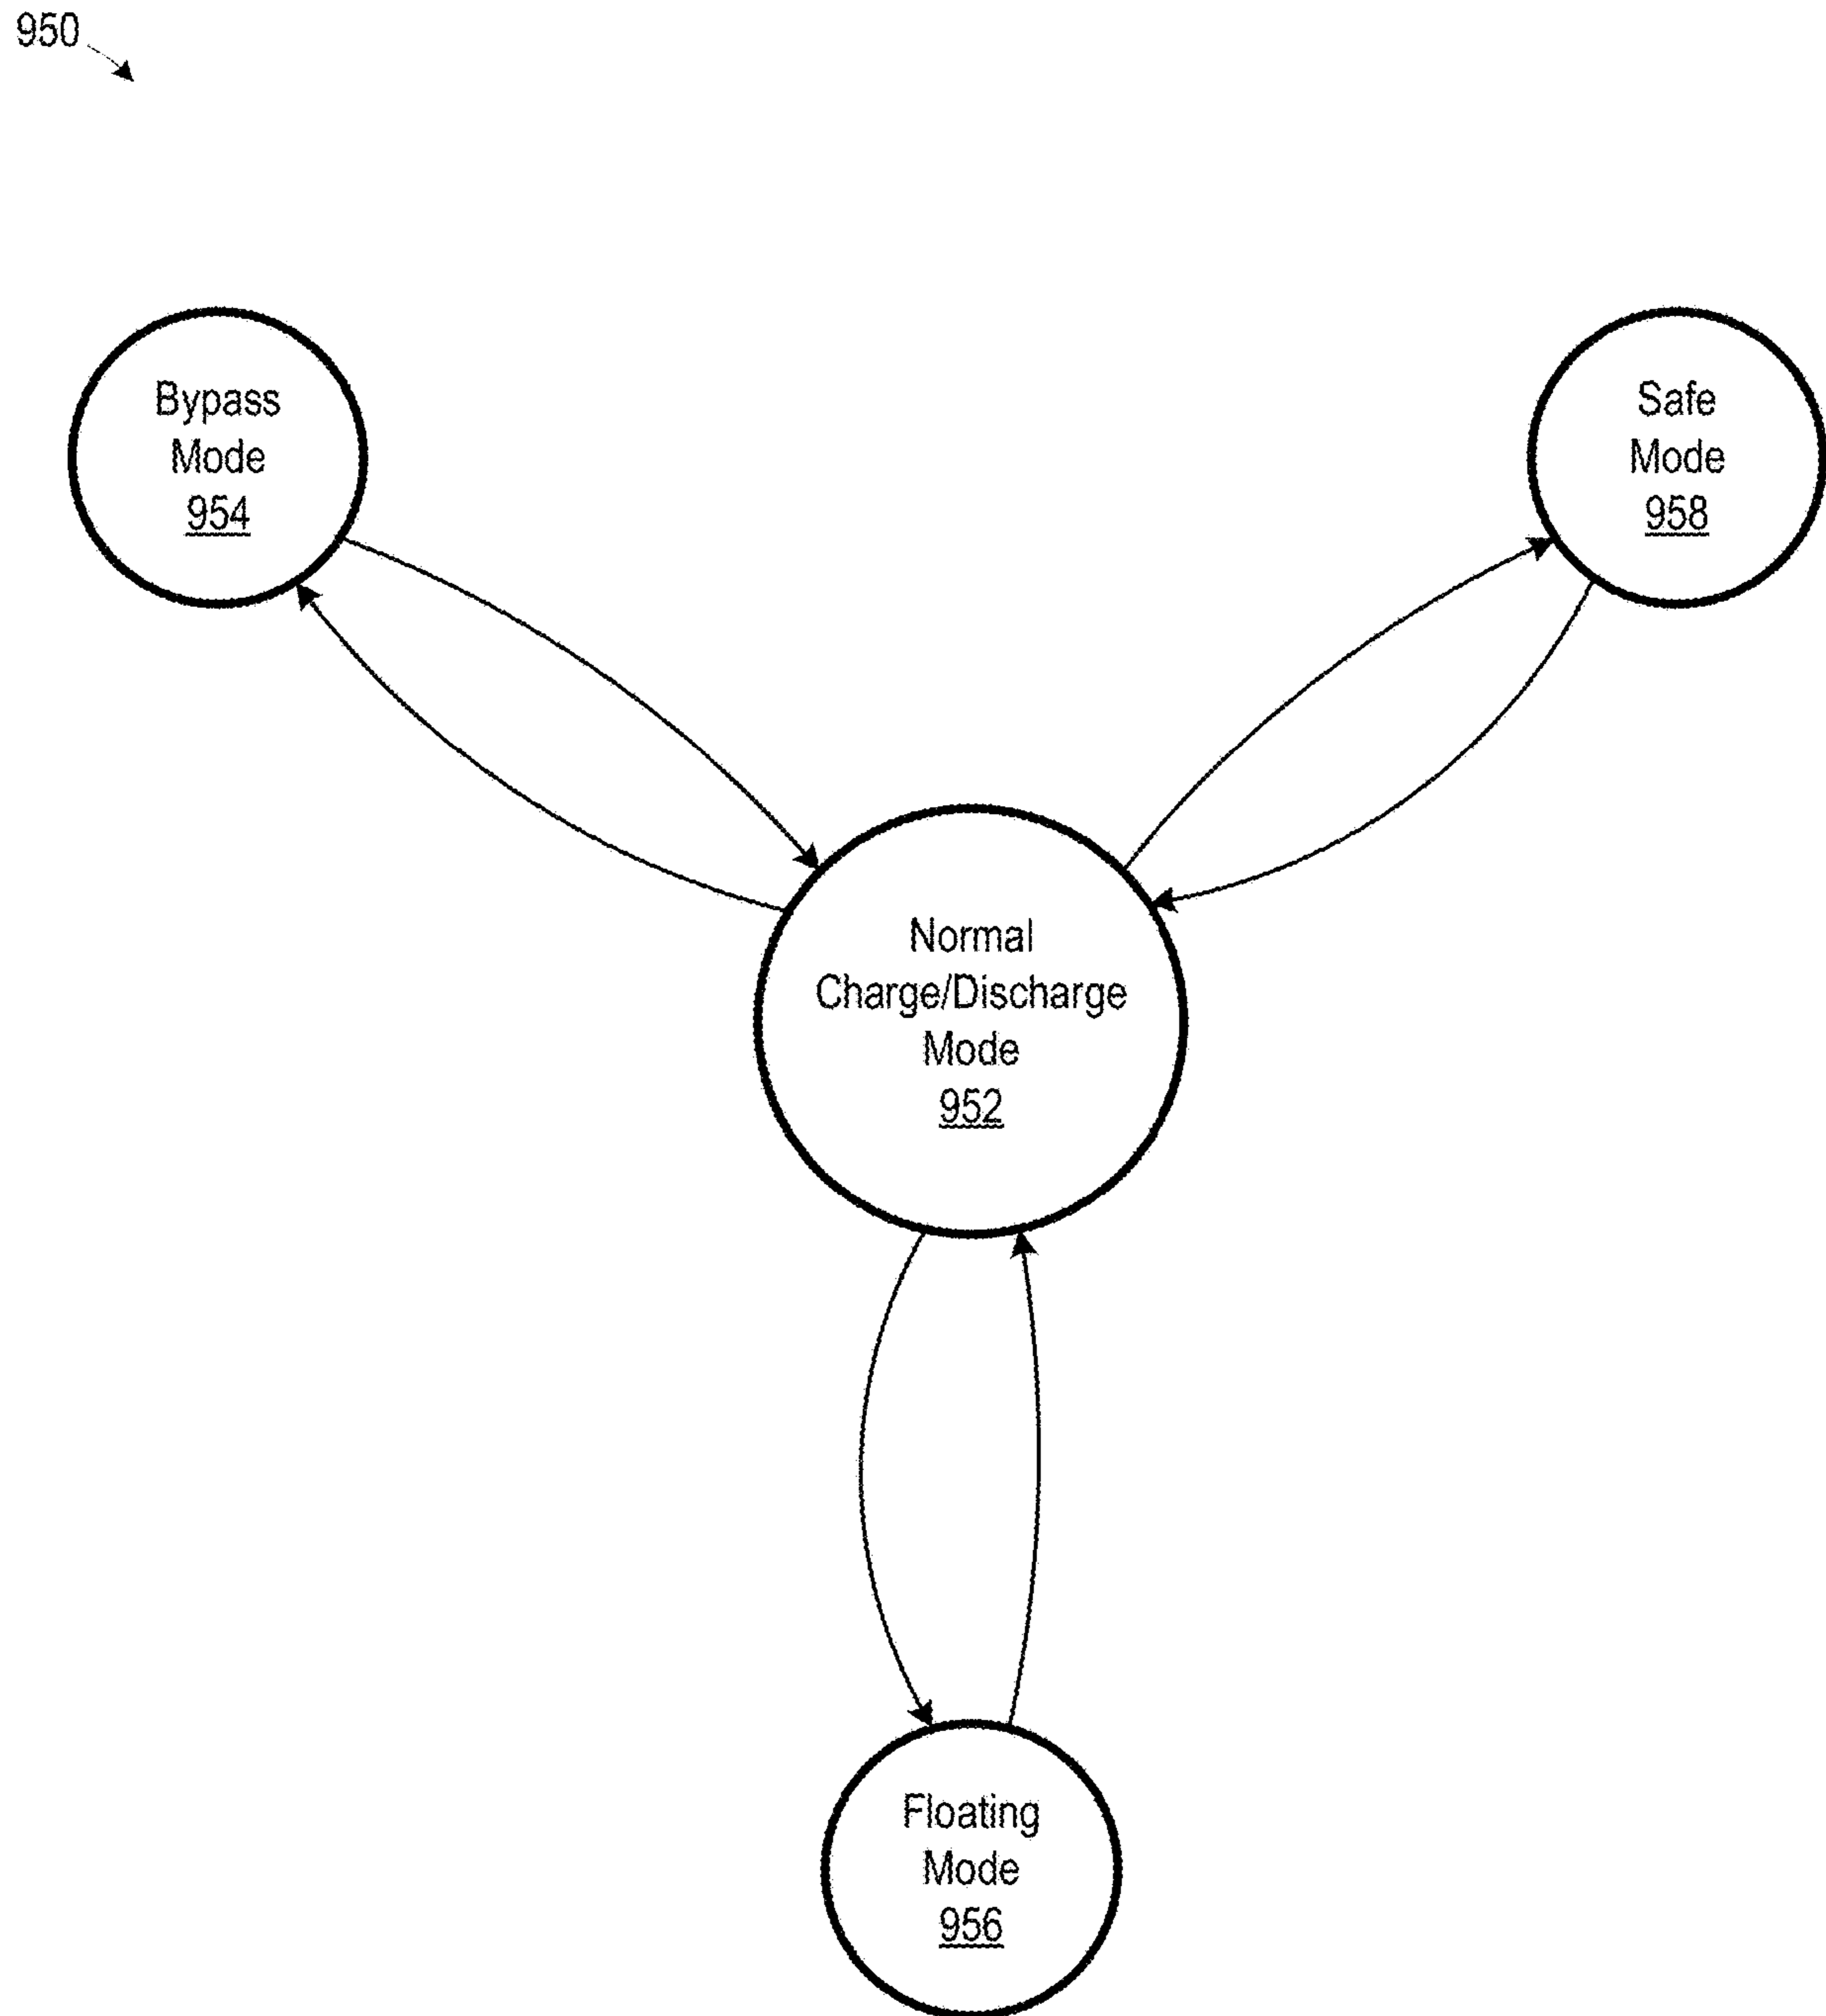 950
Bypass
Mode
954
Safe
Mode
958
Normal
Charge/Discharge
Mode
952
Floating
Mode
956